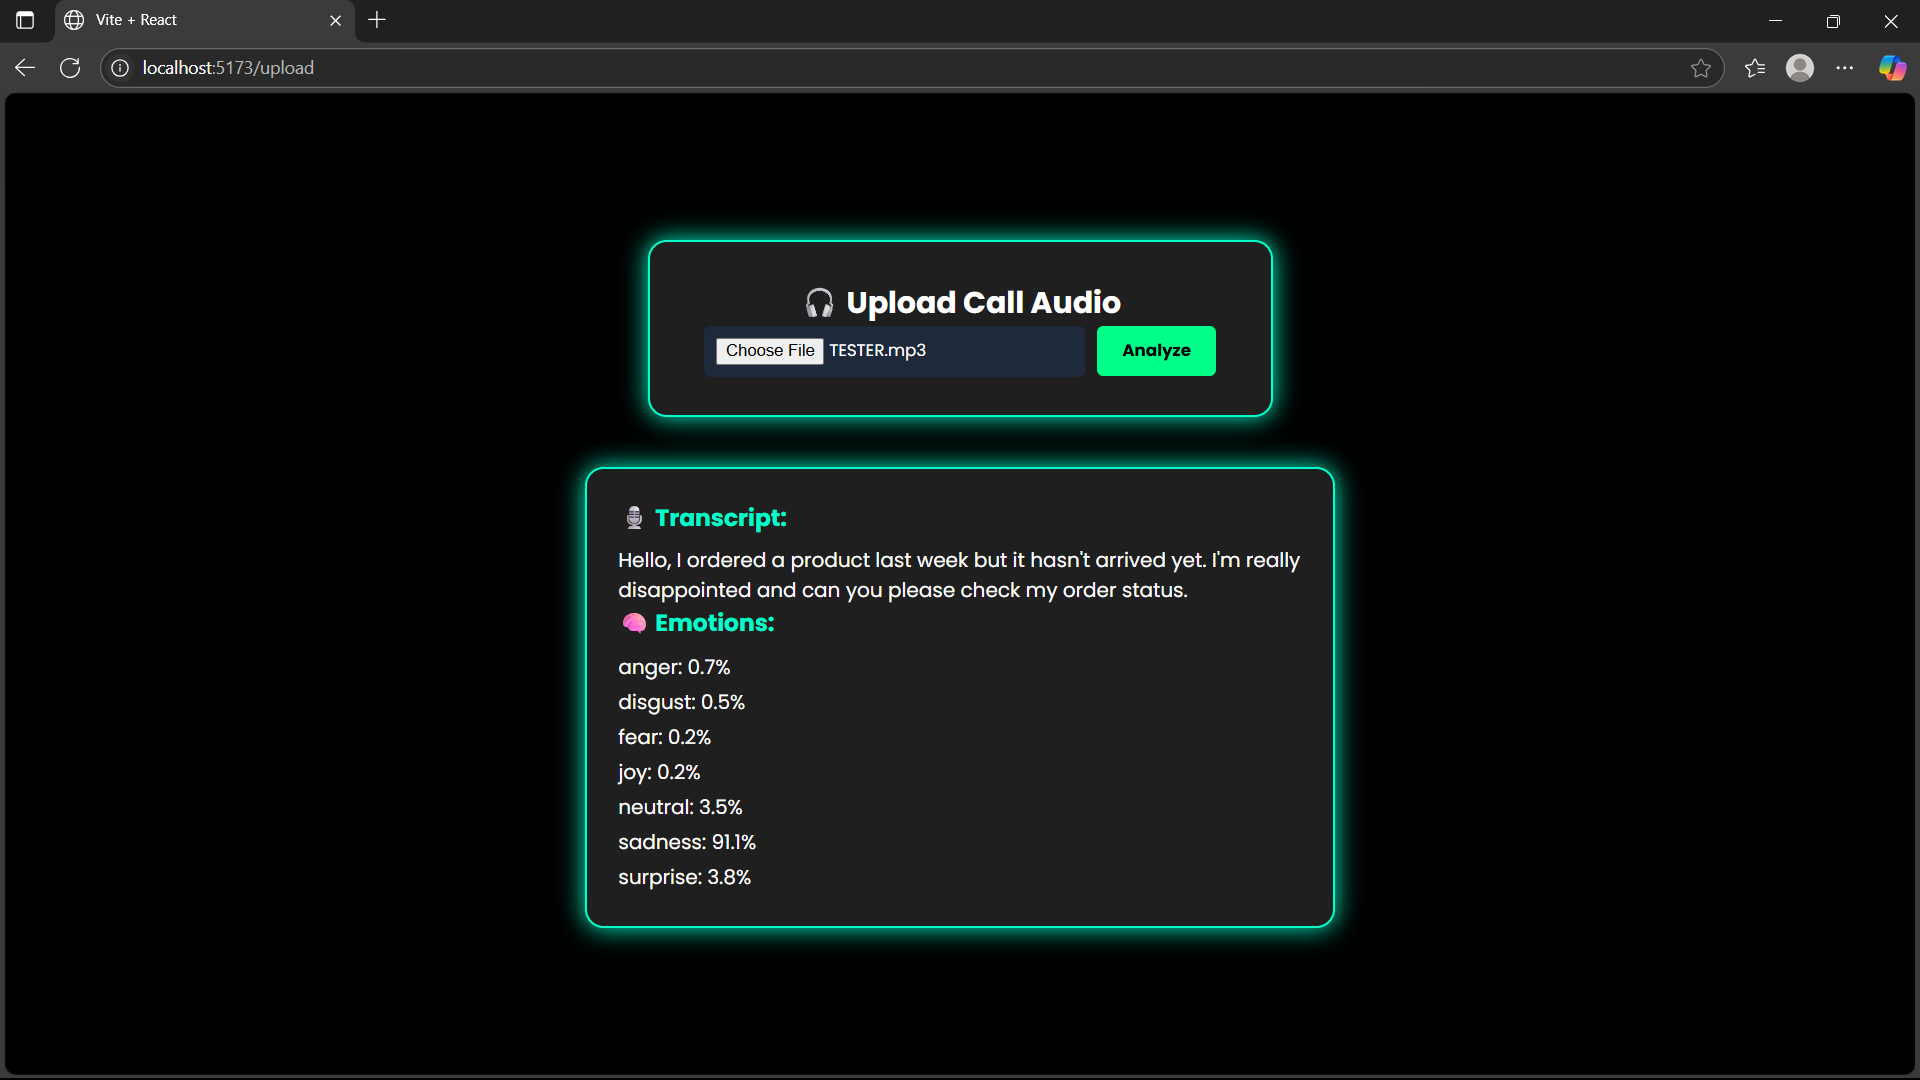 Vite + React
localhost:5173/upload
🎧 Upload Call Audio
Choose File TESTER.mp3
Analyze
🎙️ Transcript:
Hello, I ordered a product last week but it hasn't arrived yet. I'm really
disappointed and can you please check my order status.
🧠 Emotions:
anger: 0.7%
disgust: 0.5%
fear: 0.2%
joy: 0.2%
neutral: 3.5%
sadness: 91.1%
surprise: 3.8%